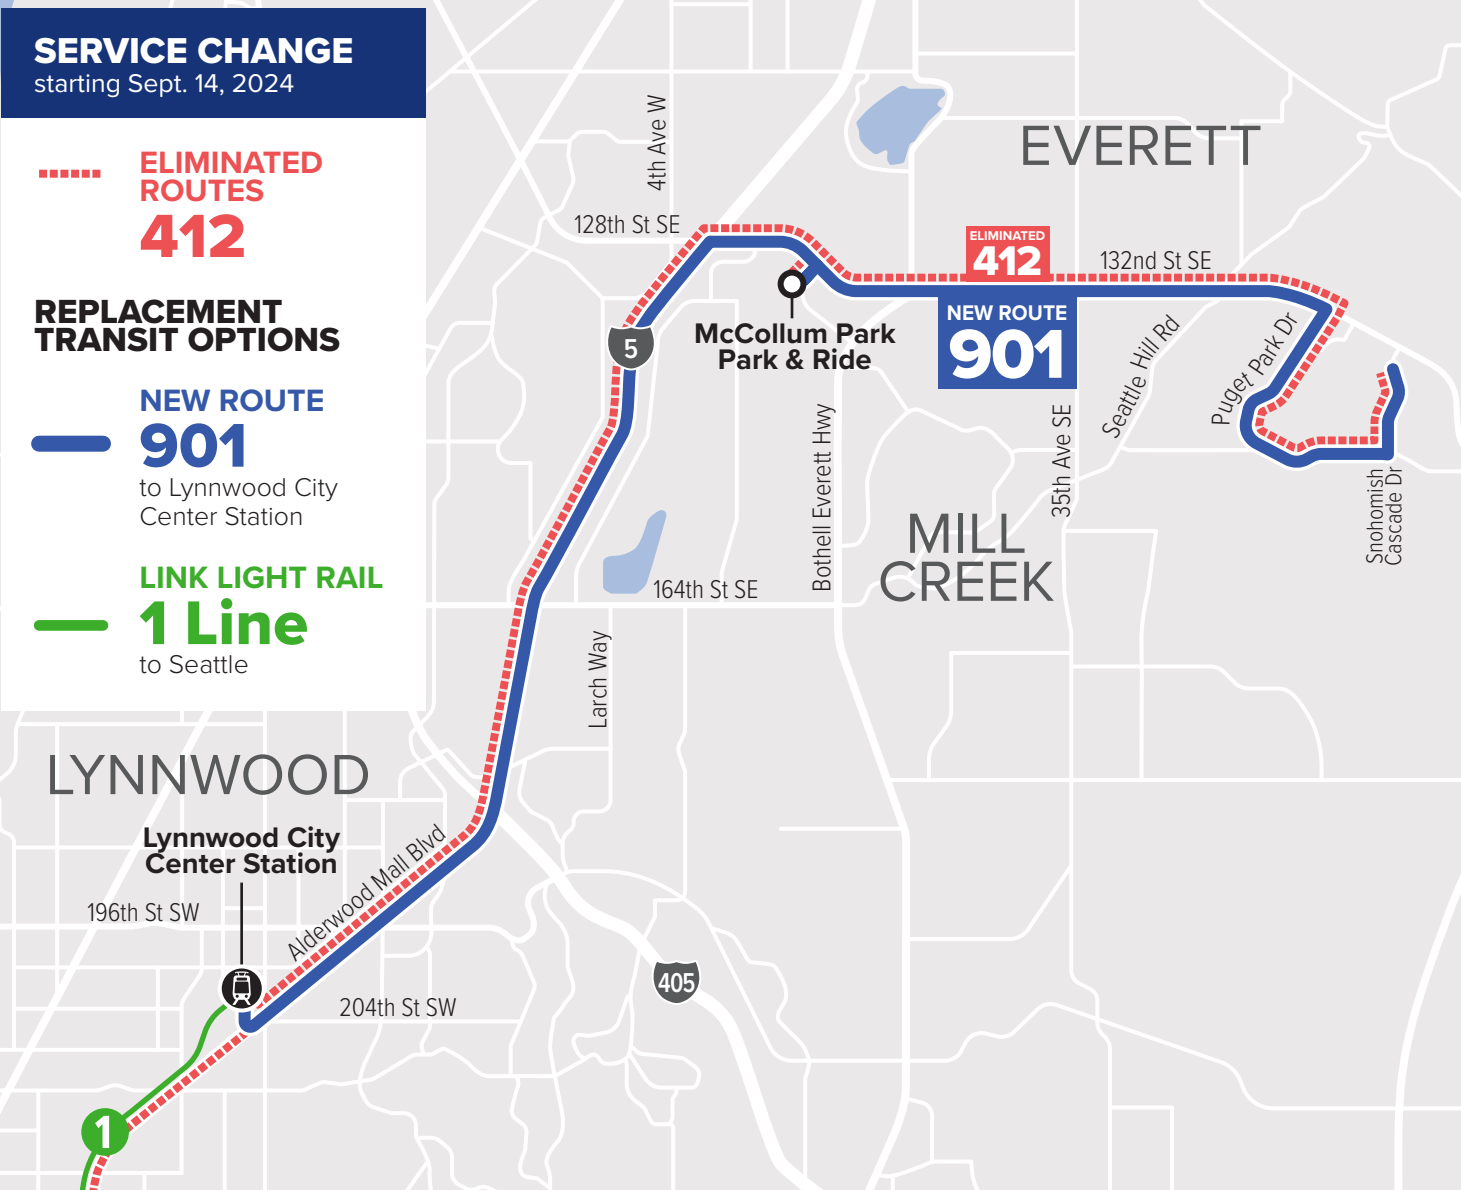 SERVICE CHANGE
starting Sept. 14, 2024
ELIMINATED
ROUTES
412
REPLACEMENT
TRANSIT OPTIONS
NEW ROUTE
901
to Lynnwood City
Center Station
LINK LIGHT RAIL
1 Line
to Seattle
EVERETT
4th Ave W
128th St SE
ELIMINATED
412
132nd St SE
NEW ROUTE
901
McCollum Park
Park & Ride
5
Seattle Hill Rd
Puget Park Dr
Bothell Everett Hwy
35th Ave SE
Snohomish
Cascade Dr
MILL
CREEK
164th St SE
Larch Way
LYNNWOOD
Lynnwood City
Center Station
Alderwood Mall Blvd
196th St SW
204th St SW
405
1